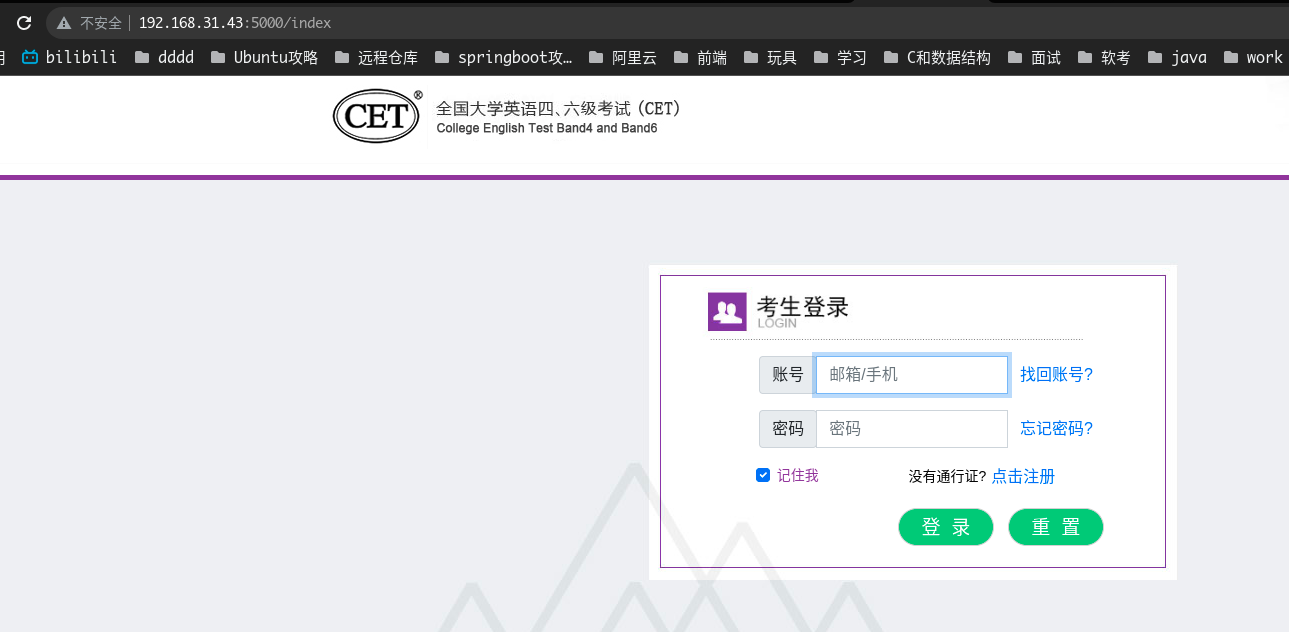 不安全 192.168.31.43:5000/index
bilibili dddd Ubuntu攻略 远程仓库 springboot攻... 阿里云 前端 玩具 学习 C和数据结构 面试 软考 java work
CET® 全国大学英语四、六级考试 (CET)
College English Test Band4 and Band6
考生登录
LOGIN
账号 邮箱/手机 找回账号?
密码 密码 忘记密码?
记住我 没有通行证? 点击注册
登 录 重 置